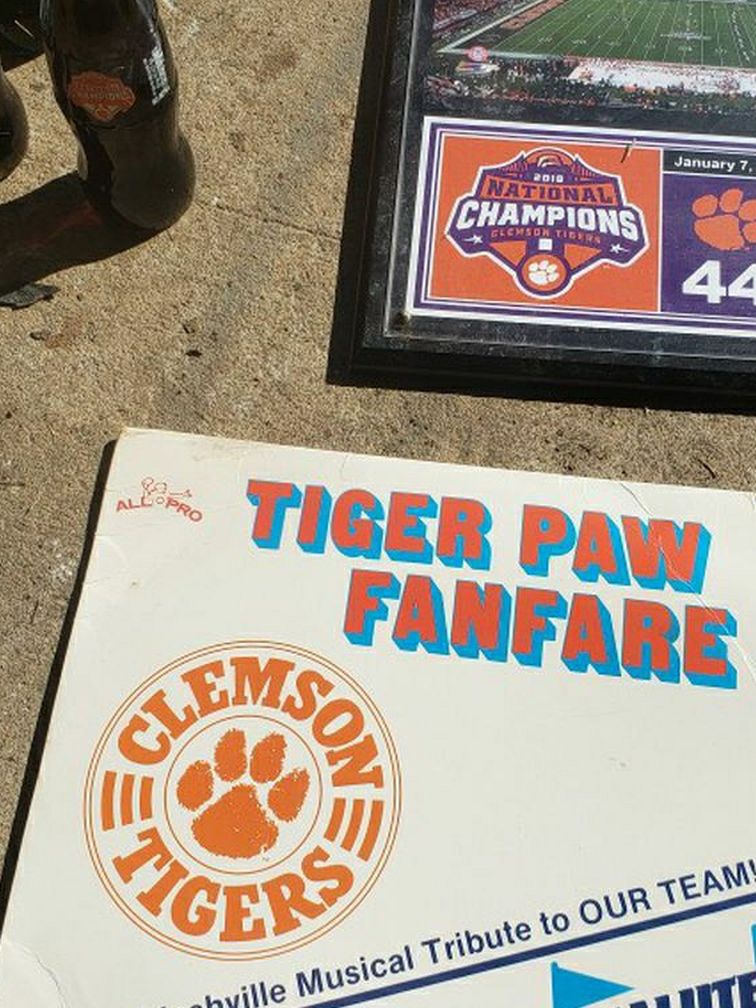 2018
NATIONAL
CHAMPIONS
CLEMSON TIGERS
January 7,
44
ALL PRO
TIGER PAW
FANFARE
CLEMSON
TIGERS
Musical Tribute to OUR TEAM!